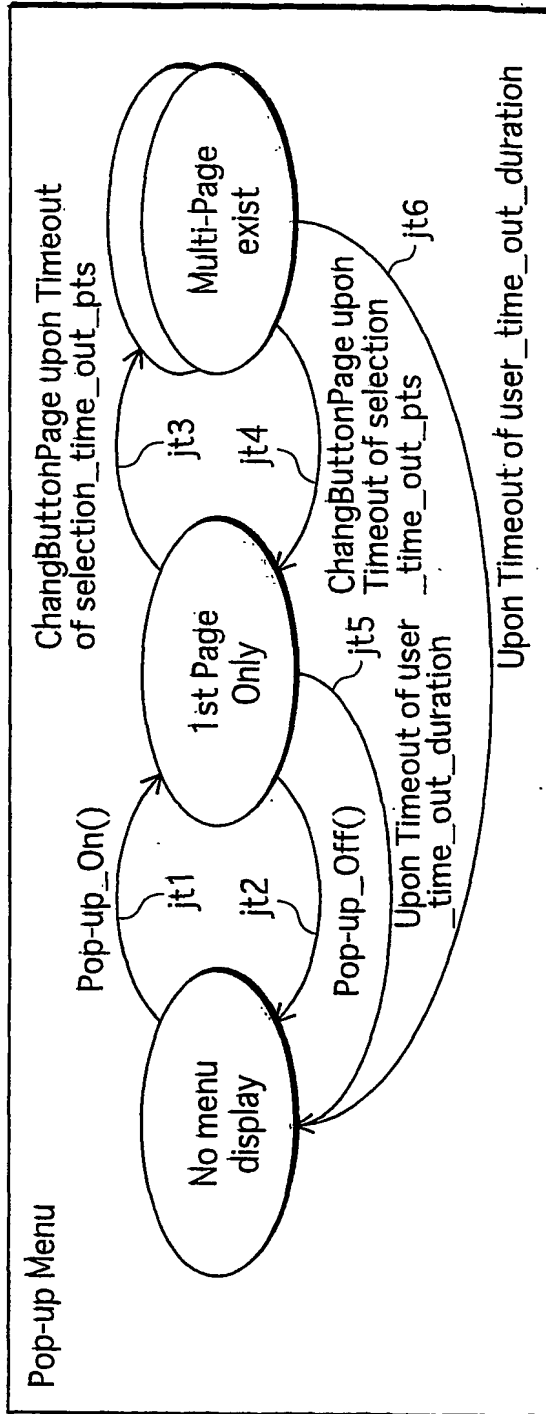 Pop-up Menu
No menu
display
Pop-up_On()
jt1
jt2
Pop-up_Off()
1st Page
Only
jt5
Upon Timeout of user
_time_out_duration
ChangButtonPage upon Timeout
of selection_time_out_pts
jt3
jt4
ChangButtonPage upon
Timeout of selection
_time_out_pts
Multi-Page
exist
jt6
Upon Timeout of user_time_out_duration